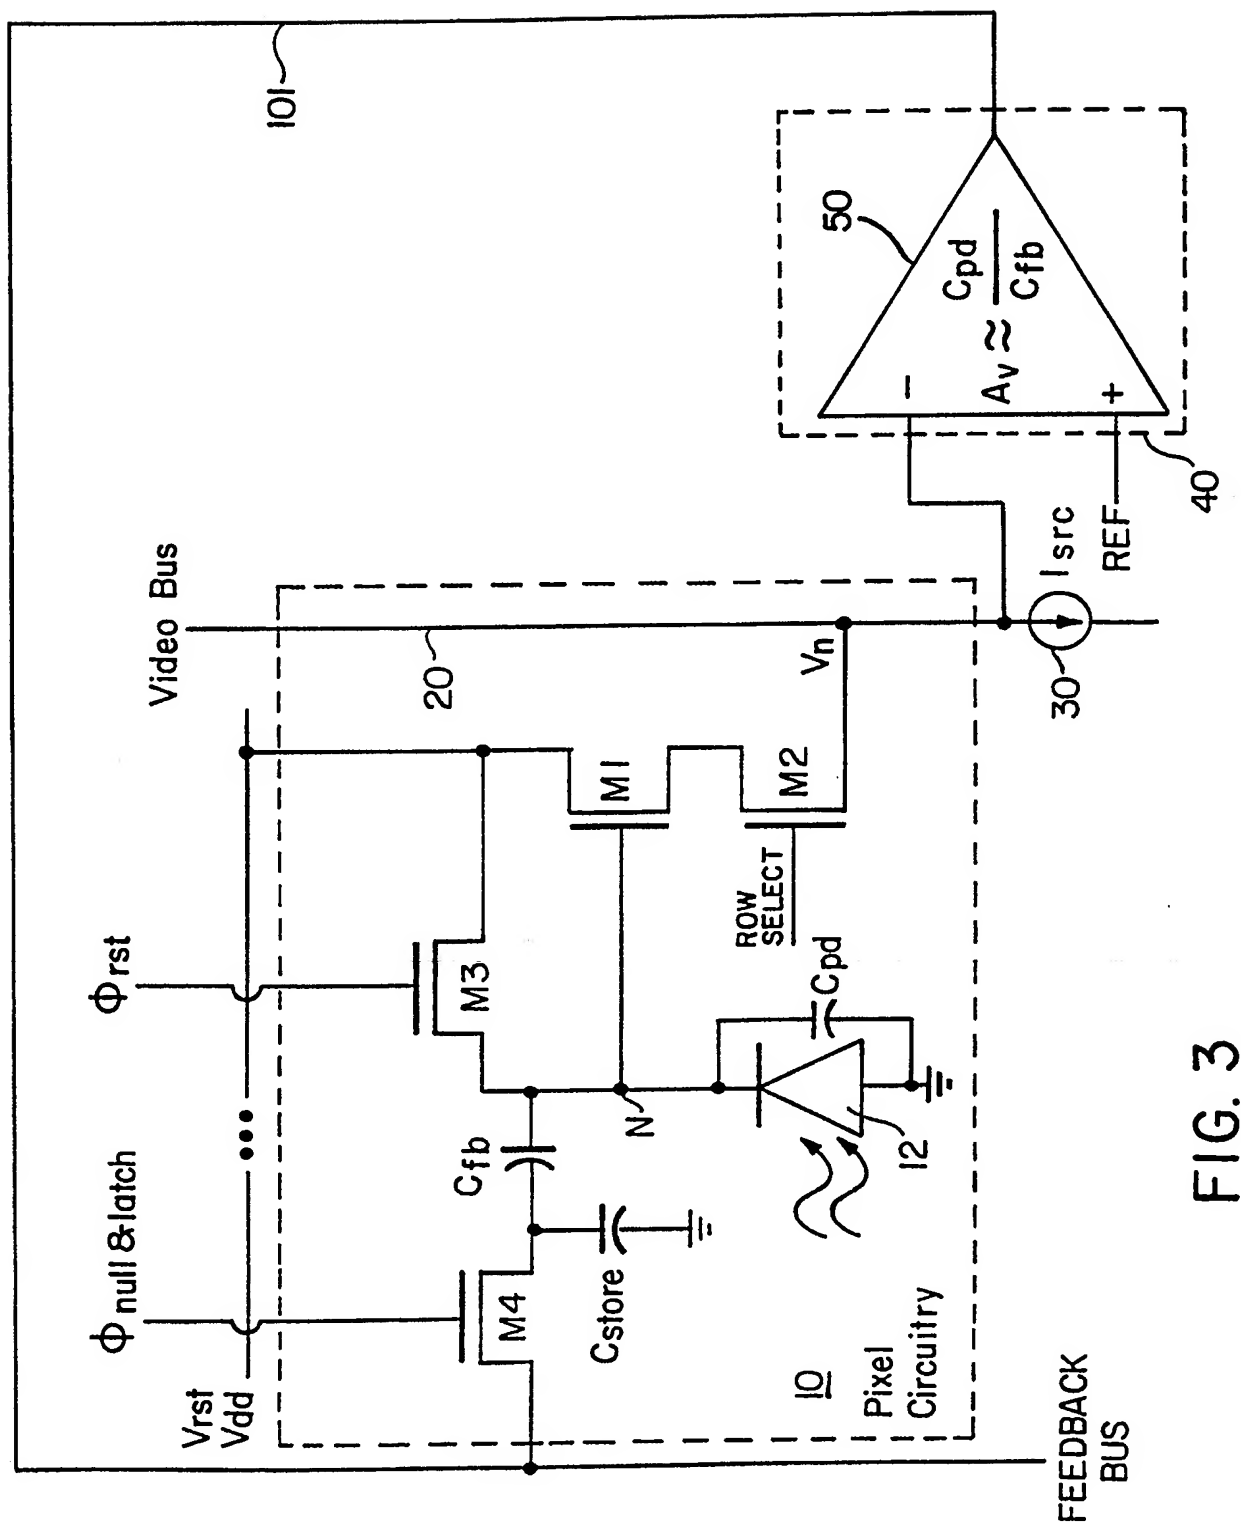 101
Video Bus
Φrst
Φnull&latch
Vrst
Vdd
20
50
Cpd
Cfb
Av ≈
-
+
40
Isrc
REF
30
Vn
M1
M2
ROW
SELECT
M3
Cpd
N
Cfb
12
M4
Cstore
10
Pixel
Circuitry
FEEDBACK
BUS
FIG. 3